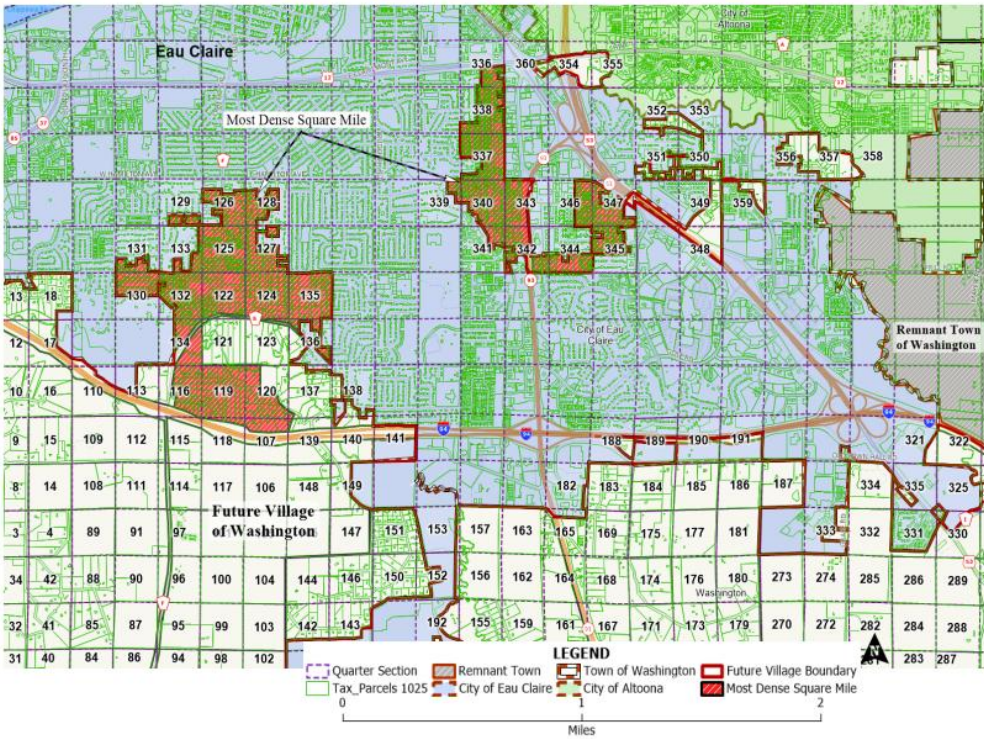 City of
Altoona
Eau Claire
336 360 354 355
12
12
A
37
85
53
338
352 353
Most Dense Square Mile
337 351 350 356 357 358
129 126 128 339 340 343 346 347 349 359
131 133 125 127 341 342 344 345 348
13 18 130 132 122 124 135
93
City of Eau
Claire
Remnant Town
of Washington
12 17 134 121 123 136
10 16 110 113 116 119 120 137 138
94 94 94 94
9 15 109 112 115 118 107 139 140 141 188 189 190 191 321 322
8 14 108 111 114 117 106 148 149 182 183 184 185 186 187 334 335 325
Future Village
of Washington
3 4 89 91 97 147 151 153 157 163 165 169 175 177 181 333 332 331 330
53
34 42 88 90 96 100 104 144 146 150 152 156 162 164 168 174 176 180 273 274 285 286 289
Washington
32 41 85 87 95 99 103 142 143 192 155 159 161 167 171 173 179 270 272 282 284 288
31 40 84 86 94 98 102 283 287
N
LEGEND
Quarter Section Remnant Town Town of Washington Future Village Boundary
Tax_Parcels 1025 City of Eau Claire City of Altoona Most Dense Square Mile
0 1 2
Miles